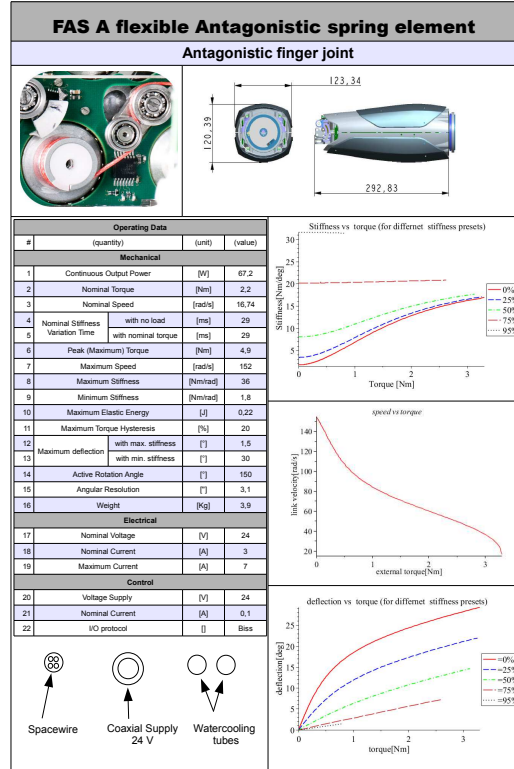 FAS A flexible Antagonistic spring element
Antagonistic finger joint
123,34
120,39
292,83
Operating Data
# (quantity) (unit) (value)
Mechanical
1 Continuous Output Power [W] 67,2
2 Nominal Torque [Nm] 2,2
3 Nominal Speed [rad/s] 16,74
4 Nominal Stiffness Variation Time with no load [ms] 29
5 with nominal torque [ms] 29
6 Peak (Maximum) Torque [Nm] 4,9
7 Maximum Speed [rad/s] 152
8 Maximum Stiffness [Nm/rad] 36
9 Minimum Stiffness [Nm/rad] 1,8
10 Maximum Elastic Energy [J] 0,22
11 Maximum Torque Hysteresis [%] 20
12 Maximum deflection with max. stiffness [°] 1,5
13 with min. stiffness [°] 30
14 Active Rotation Angle [°] 150
15 Angular Resolution [°] 3,1
16 Weight [Kg] 3,9
Electrical
17 Nominal Voltage [V] 24
18 Nominal Current [A] 3
19 Maximum Current [A] 7
Control
20 Voltage Supply [V] 24
21 Nominal Current [A] 0,1
22 I/O protocol [] Biss
Spacewire
Coaxial Supply
24 V
Watercooling
tubes
Stiffness vs torque (for differnet stiffness presets)
Stiffness[Nm/deg]
30
25
20
15
10
5
0 1 2 3
Torque [Nm]
0%
25%
50%
75%
95%
speed vs torque
link velocity[rad/s]
140
120
100
80
60
40
20
0 1 2 3
external torque[Nm]
deflection vs torque (for differnet stiffness presets)
deflection[deg]
25
20
15
10
5
0
0 1 2 3
torque[Nm]
=0%
=25%
=50%
=75%
=95%